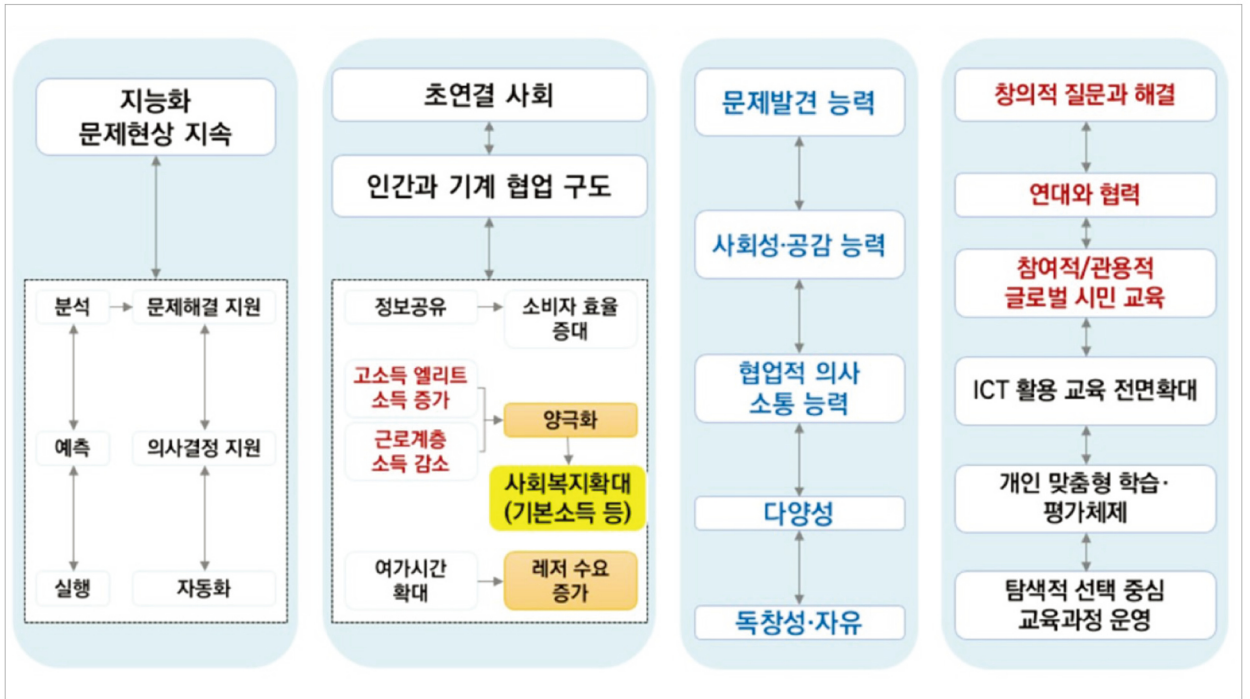 지능화
문제현상 지속
분석
문제해결 지원
예측
의사결정 지원
실행
자동화
초연결 사회
인간과 기계 협업 구도
정보공유
소비자 효율
증대
고소득 엘리트
소득 증가
근로계층
소득 감소
양극화
사회복지확대
(기본소득 등)
여가시간
확대
레저 수요
증가
문제발견 능력
사회성·공감 능력
협업적 의사
소통 능력
다양성
독창성·자유
창의적 질문과 해결
연대와 협력
참여적/관용적
글로벌 시민 교육
ICT 활용 교육 전면확대
개인 맞춤형 학습·
평가체제
탐색적 선택 중심
교육과정 운영